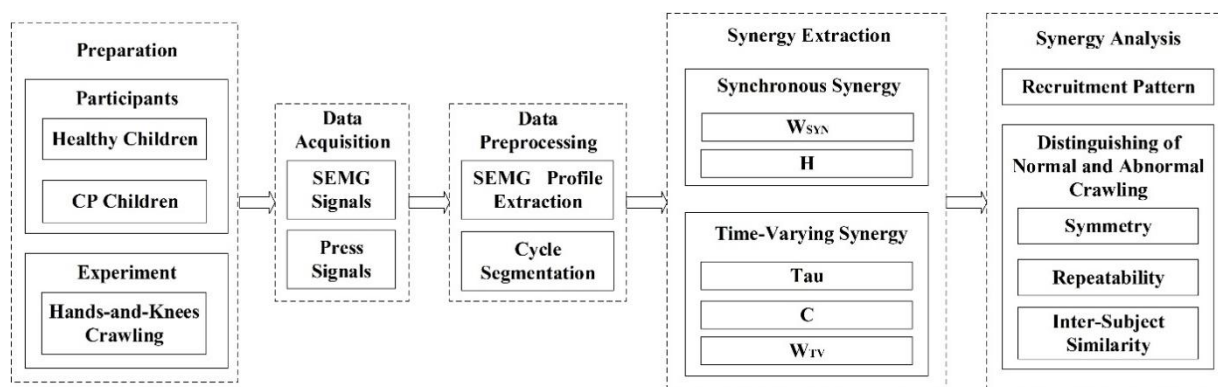 Preparation
Participants
Healthy Children
CP Children
Experiment
Hands-and-Knees
Crawling
Data
Acquisition
SEMG
Signals
Press
Signals
Data
Preprocessing
SEMG Profile
Extraction
Cycle
Segmentation
Synergy Extraction
Synchronous Synergy
WSYN
H
Time-Varying Synergy
Tau
C
WTV
Synergy Analysis
Recruitment Pattern
Distinguishing of
Normal and Abnormal
Crawling
Symmetry
Repeatability
Inter-Subject
Similarity